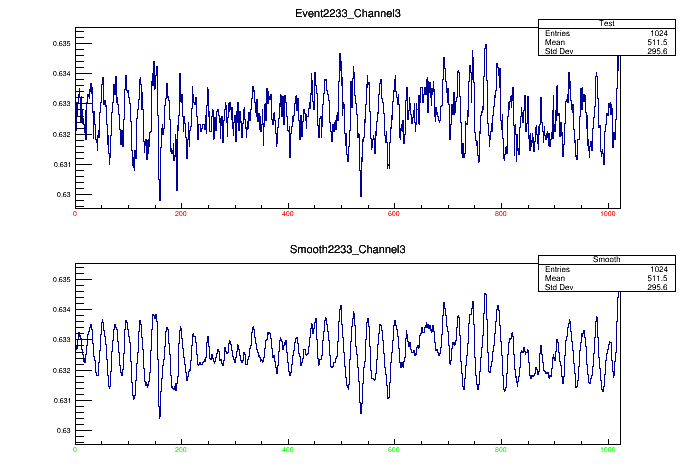 Event2233_Channel3
Test
Entries 1024
Mean 511.5
Std Dev 295.6
0.635
0.634
0.633
0.632
0.631
0.63
0 200 400 600 800 1000
Smooth2233_Channel3
Smooth
Entries 1024
Mean 511.5
Std Dev 295.6
0.635
0.634
0.633
0.632
0.631
0.63
0 200 400 600 800 1000